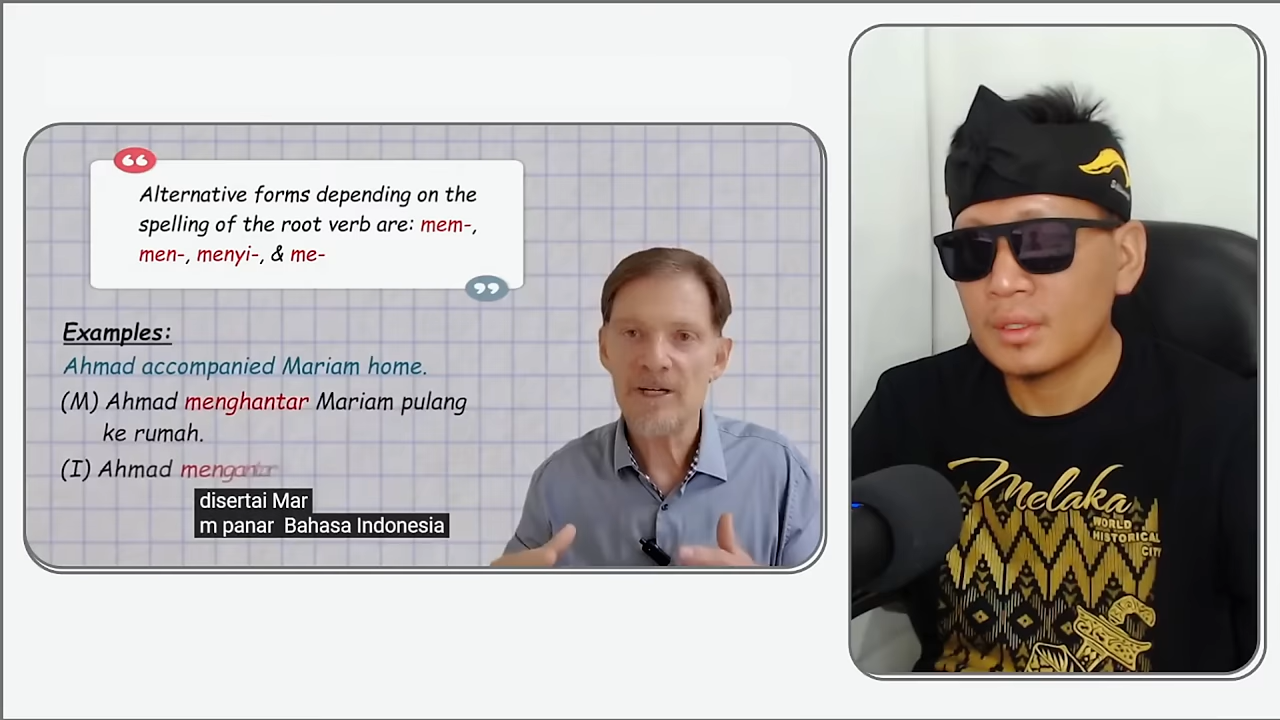 Alternative forms depending on the
spelling of the root verb are: mem-,
men-, menyi-, & me-
Examples:
Ahmad accompanied Mariam home.
(M) Ahmad menghantar Mariam pulang
ke rumah.
(I) Ahmad mengantar
disertai Mar
m panar Bahasa Indonesia
Melaka
WORLD
HISTORICAL
CITY